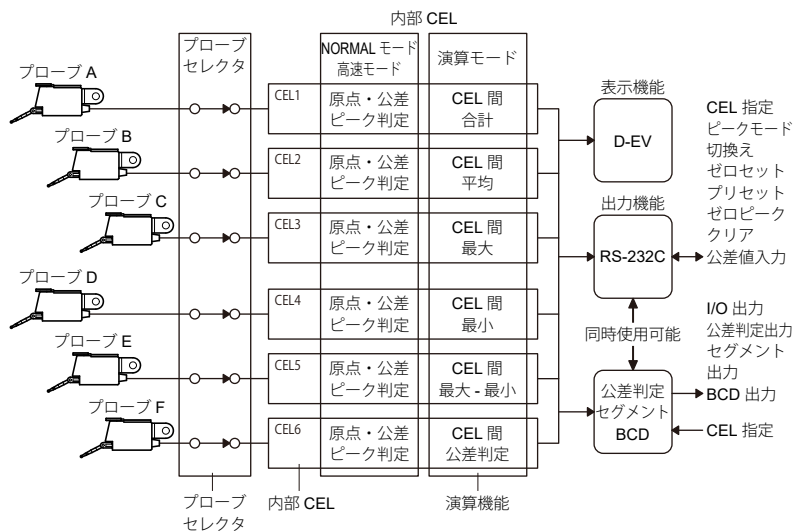 内部 CEL
プローブ
セレクタ
NORMAL モード
高速モード
演算モード
プローブ A
CEL1
原点・公差
ピーク判定
CEL 間
合計
プローブ B
CEL2
原点・公差
ピーク判定
CEL 間
平均
プローブ C
CEL3
原点・公差
ピーク判定
CEL 間
最大
プローブ D
CEL4
原点・公差
ピーク判定
CEL 間
最小
プローブ E
CEL5
原点・公差
ピーク判定
CEL 間
最大 - 最小
プローブ F
CEL6
原点・公差
ピーク判定
CEL 間
公差判定
プローブ
セレクタ
内部 CEL
演算機能
表示機能
D-EV
出力機能
RS-232C
同時使用可能
公差判定
セグメント
BCD
CEL 指定
ピークモード
切換え
ゼロセット
プリセット
ゼロピーク
クリア
公差値入力
I/O 出力
公差判定出力
セグメント
出力
BCD 出力
CEL 指定